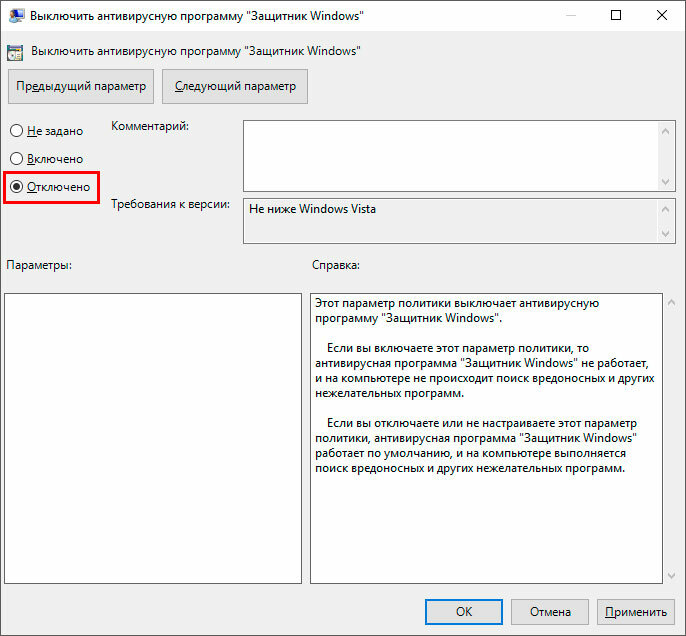 Выключить антивирусную программу "Защитник Windows"
Выключить антивирусную программу "Защитник Windows"
Предыдущий параметр
Следующий параметр
Не задано
Комментарий:
Включено
Отключено
Требования к версии:
Не ниже Windows Vista
Параметры:
Справка:
Этот параметр политики выключает антивирусную
программу "Защитник Windows".
Если вы включаете этот параметр политики, то
антивирусная программа "Защитник Windows" не работает,
и на компьютере не происходит поиск вредоносных и других
нежелательных программ.
Если вы отключаете или не настраиваете этот параметр
политики, антивирусная программа "Защитник Windows"
работает по умолчанию, и на компьютере выполняется
поиск вредоносных и других нежелательных программ.
ОК
Отмена
Применить